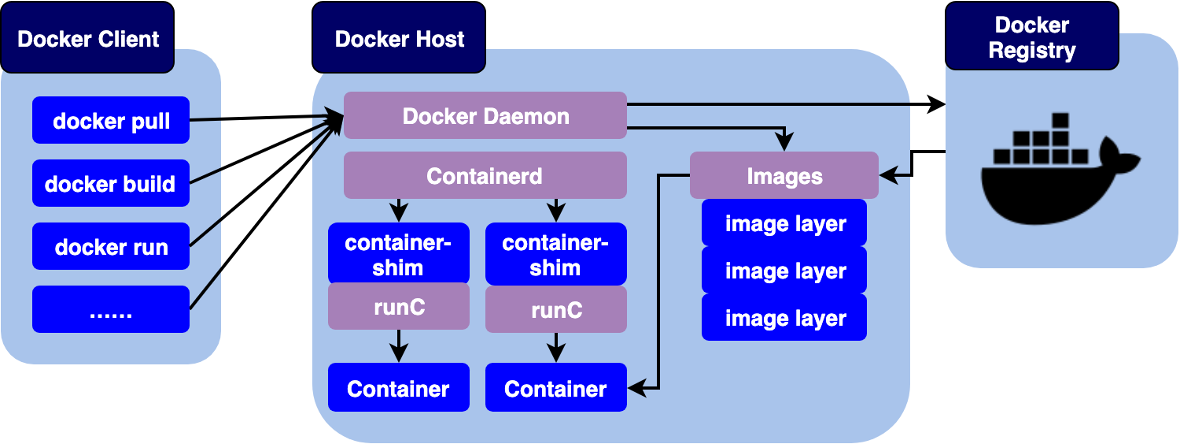 Docker Client
docker pull
docker build
docker run
......
Docker Host
Docker Daemon
Containerd
container-
shim
runC
Container
container-
shim
runC
Container
Images
image layer
image layer
image layer
Docker
Registry